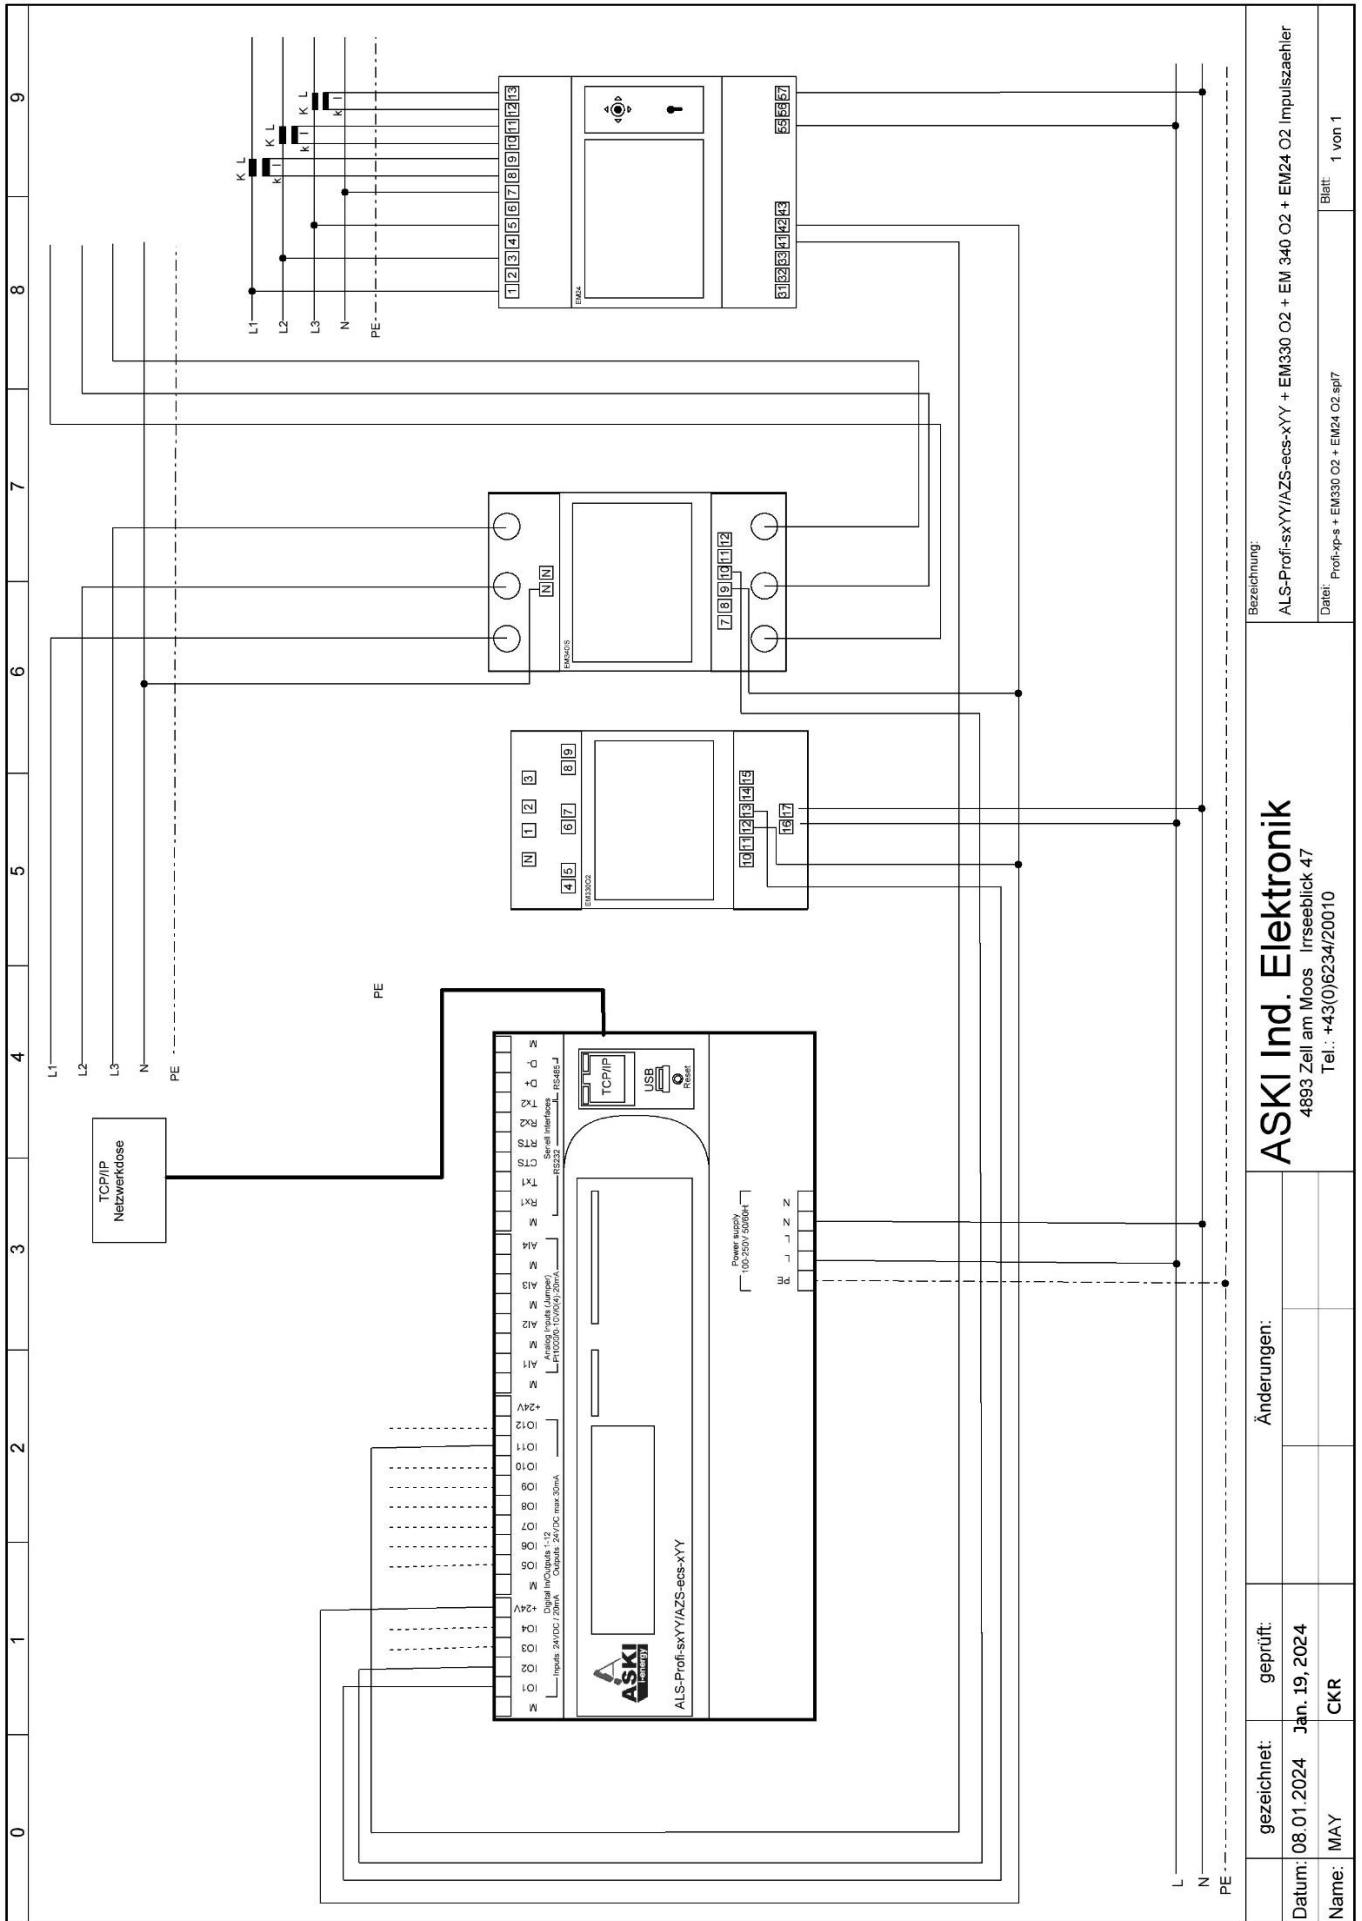 0 1 2 3 4 5 6 7 8 9
TCP/IP
Netzwerkdose
L1
L2
L3
N
PE
PE
L1
L2
L3
N
PE
K L
k l
K L
k l
K L
k l
M IO1 IO2 IO3 IO4 +24V M IO5 IO6 IO7 IO8 IO9 IO10 IO11 IO12 +24V M AI1 M AI2 M AI3 M AI4 M Rx1 Tx1 CTS RTS Rx2 Tx2 D+ D- M
Digital In/Outputs 1-12
Inputs: 24VDC / 20mA
Outputs: 24VDC max 30mA
Analog Inputs (Jumper)
Pt1000/0-10V/0(4)-20mA
Seriell Interfaces
RS232
RS485
TCP/IP
USB
Reset
ASKI
i-energy
ALS-Profi-sxYY/AZS-ecs-xYY
Power supply
100-250V 50/60H
PE L L N N
N 1 2 3
4 5 6 7 8 9
EM330O2
10 11 12 13 14 15
16 17
N N
EM340IS
7 8 9 10 11 12
1 2 3 4 5 6 7 8 9 10 11 12 13
EM24
31 32 33 41 42 43 55 56 57
L
N
PE
gezeichnet: geprüft: Änderungen:
Datum: 08.01.2024 Jan. 19, 2024
Name: MAY CKR
ASKI Ind. Elektronik
4893 Zell am Moos Irrseeblick 47
Tel.: +43(0)6234/20010
Bezeichnung:
ALS-Profi-sxYY/AZS-ecs-xYY + EM330 O2 + EM 340 O2 + EM24 O2 Impulszaehler
Datei: Profi-xp-s + EM330 O2 + EM24 O2.spl7
Blatt: 1 von 1